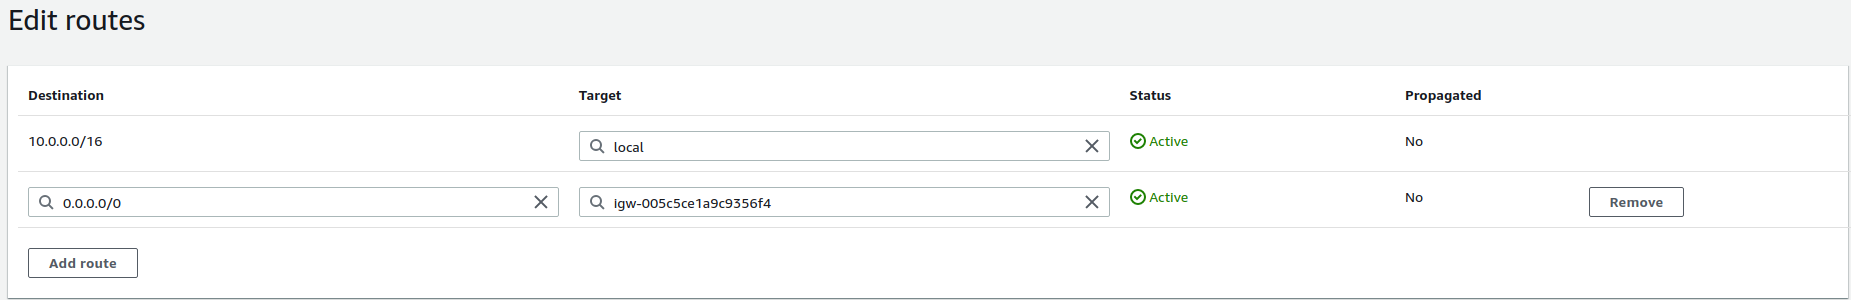 Edit routes
Destination Target Status Propagated
10.0.0.0/16 local Active No
0.0.0.0/0 igw-005c5ce1a9c9356f4 Active No Remove
Add route